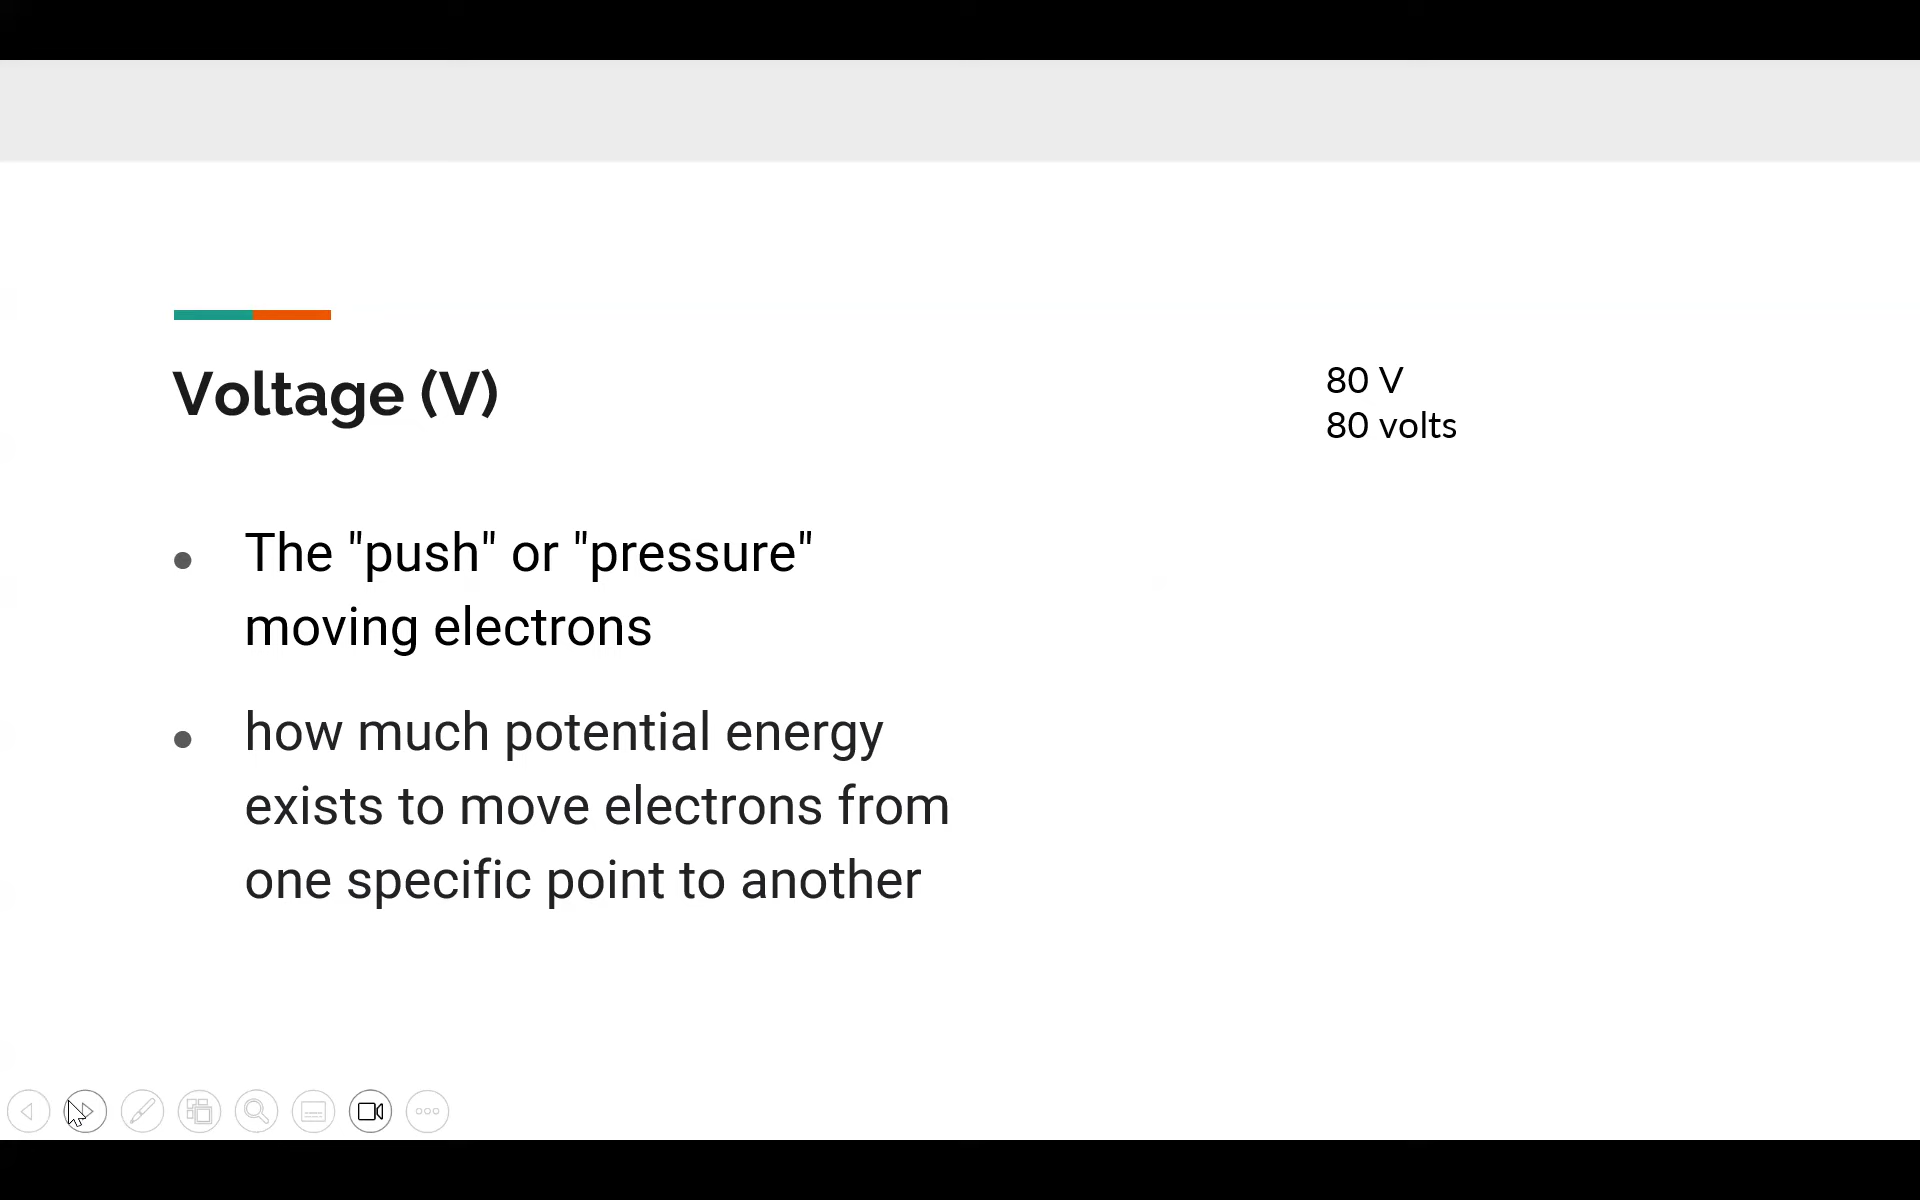 Voltage (V)
80 V
80 volts
The "push" or "pressure"
moving electrons
how much potential energy
exists to move electrons from
one specific point to another